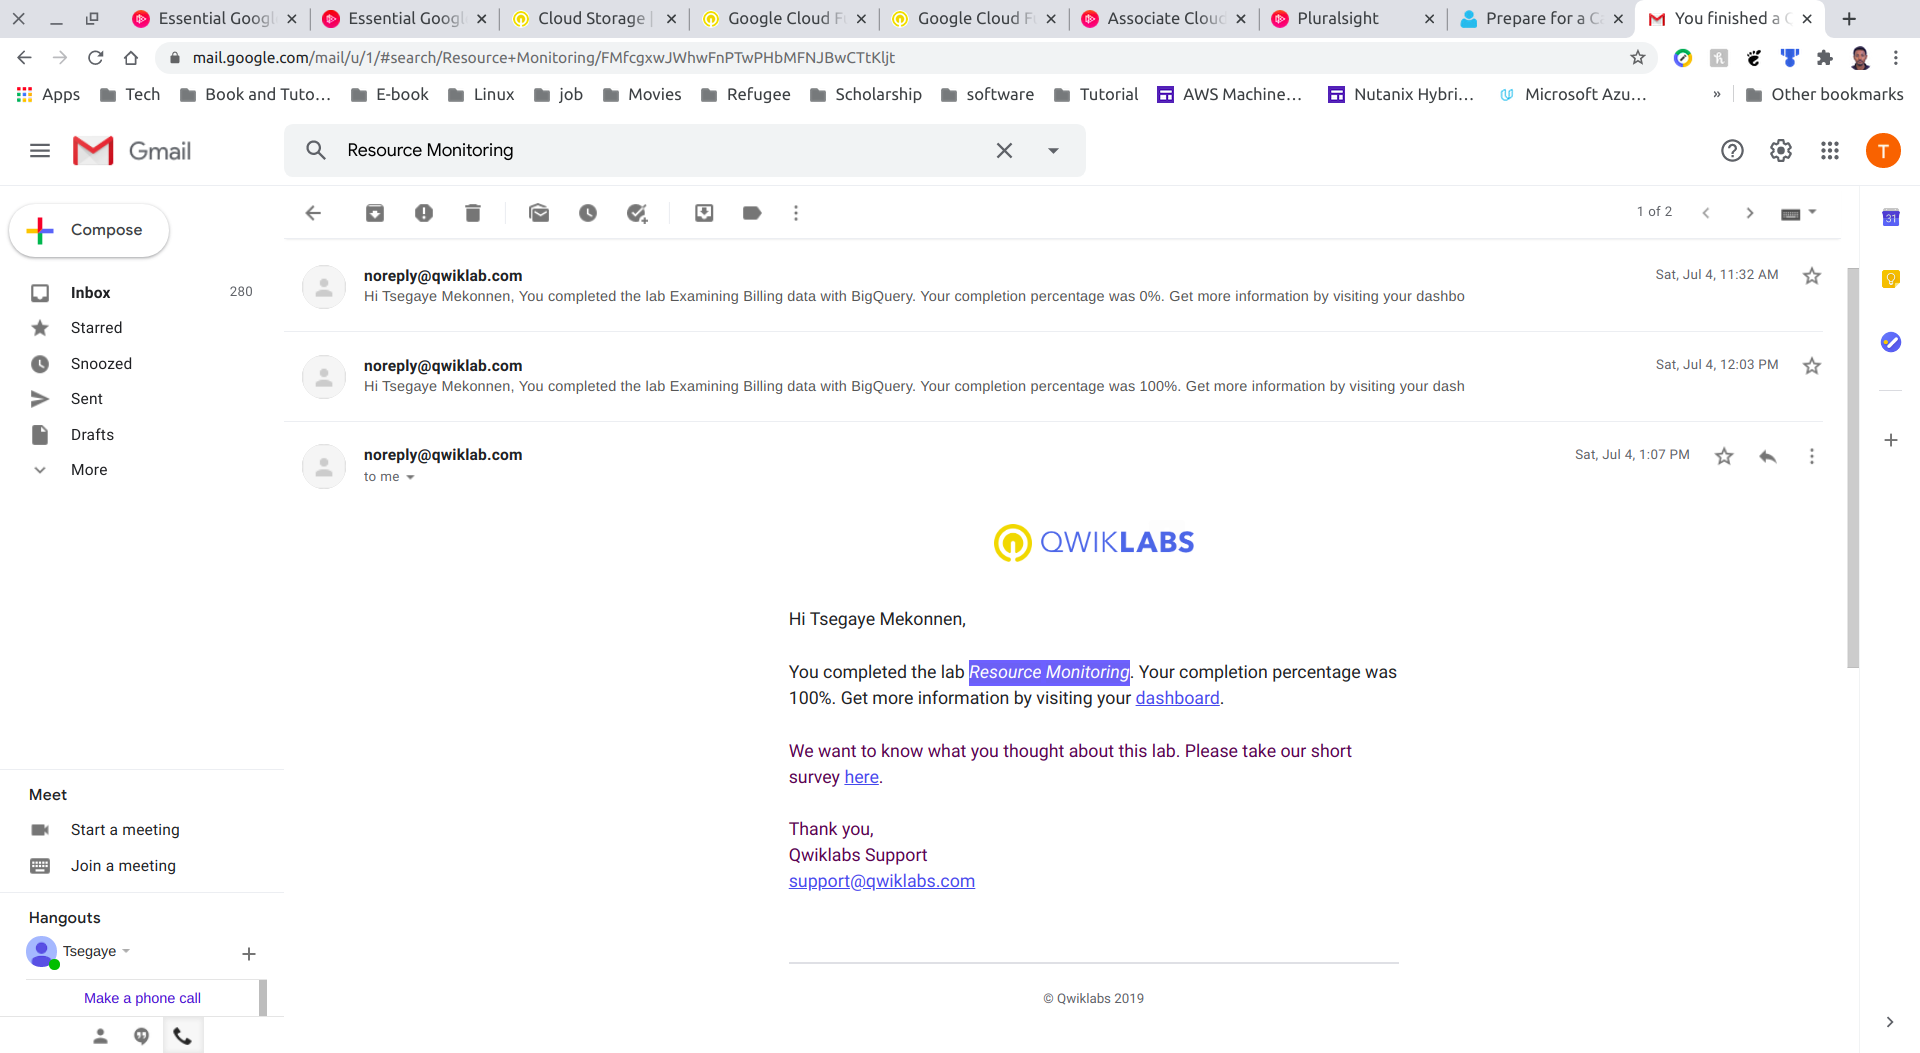 Essential Googl
Essential Googl
Cloud Storage |
Google Cloud Fu
Google Cloud Fu
Associate Cloud
Pluralsight
Prepare for a C
You finished a Q
mail.google.com/mail/u/1/#search/Resource+Monitoring/FMfcgxwJWhwFnPTwPHbMFNJBwCTtKljt
Apps
Tech
Book and Tuto...
E-book
Linux
job
Movies
Refugee
Scholarship
software
Tutorial
AWS Machine...
Nutanix Hybri...
Microsoft Azu...
»
Other bookmarks
Gmail
Resource Monitoring
T
Compose
1 of 2
31
Inbox 280
Starred
Snoozed
Sent
Drafts
More
noreply@qwiklab.com Sat, Jul 4, 11:32 AM
Hi Tsegaye Mekonnen, You completed the lab Examining Billing data with BigQuery. Your completion percentage was 0%. Get more information by visiting your dashbo
noreply@qwiklab.com Sat, Jul 4, 12:03 PM
Hi Tsegaye Mekonnen, You completed the lab Examining Billing data with BigQuery. Your completion percentage was 100%. Get more information by visiting your dash
noreply@qwiklab.com Sat, Jul 4, 1:07 PM
to me
QWIKLABS
Hi Tsegaye Mekonnen,
You completed the lab Resource Monitoring. Your completion percentage was
100%. Get more information by visiting your dashboard.
We want to know what you thought about this lab. Please take our short
survey here.
Thank you,
Qwiklabs Support
support@qwiklabs.com
© Qwiklabs 2019
Meet
Start a meeting
Join a meeting
Hangouts
Tsegaye
Make a phone call